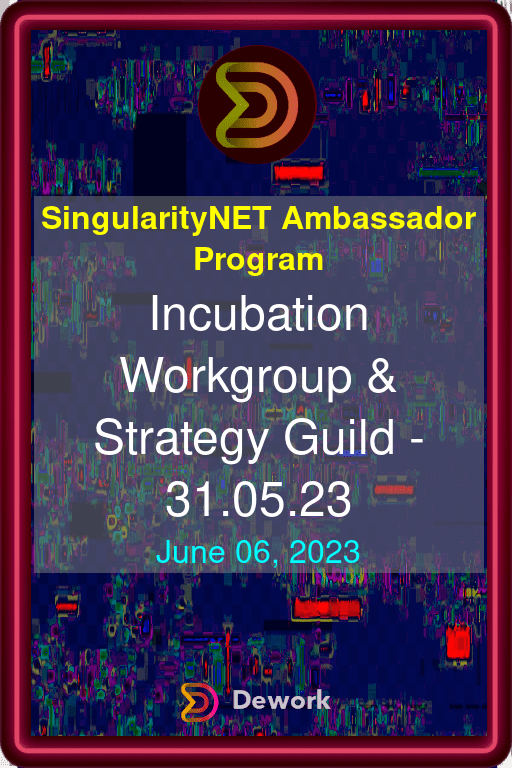 SingularityNET Ambassador
Program
Incubation
Workgroup &
Strategy Guild -
31.05.23
June 06, 2023
Dework